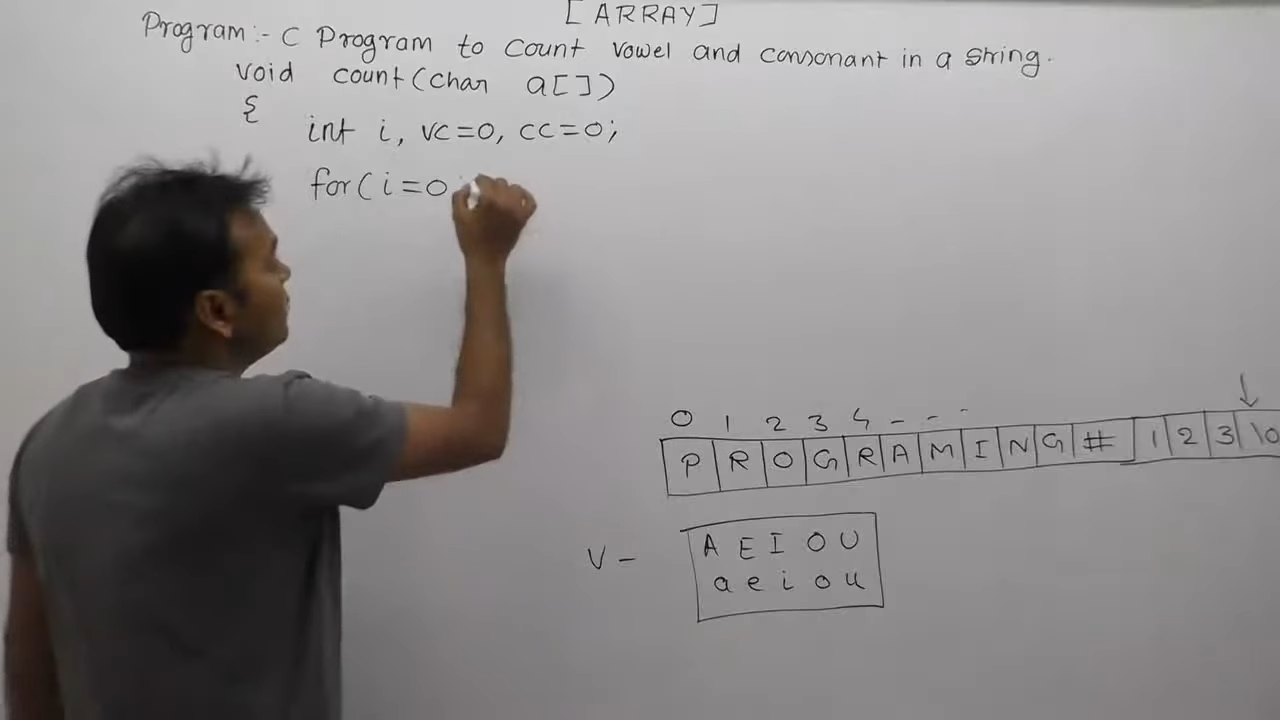 [ARRAY]
Program:- C Program to Count Vowel and Consonant in a String.
void count(char a[])
{
int i, vc=0, cc=0;
for(i=0
0 1 2 3 4 - - -
P R O G R A M I N G # 1 2 3 \0
V - A E I O U
a e i o u